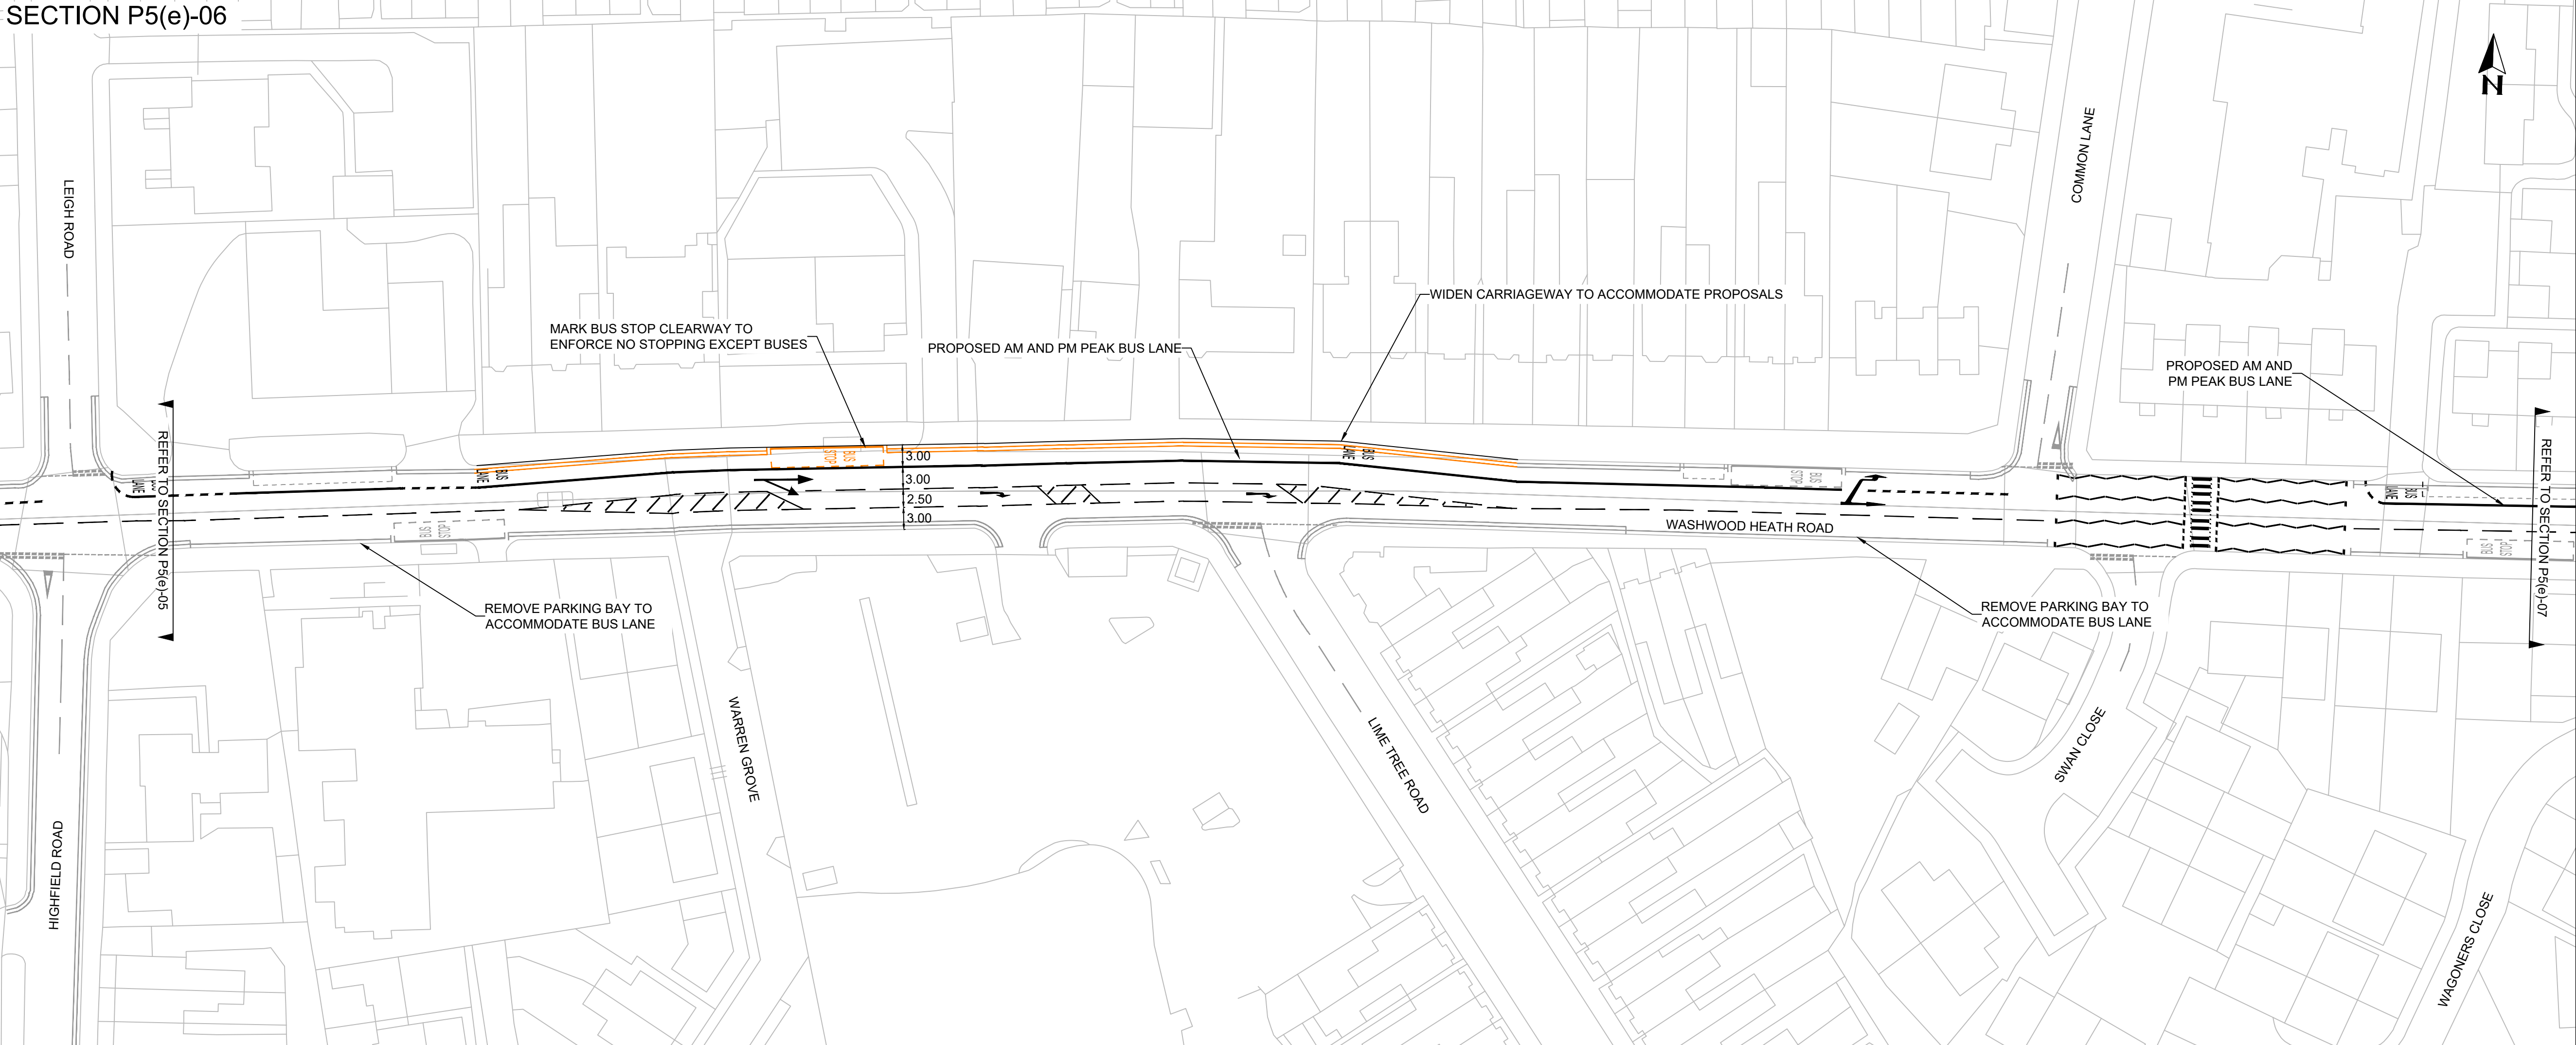 SECTION P5(e)-06
N
LEIGH ROAD
COMMON LANE
WIDEN CARRIAGEWAY TO ACCOMMODATE PROPOSALS
MARK BUS STOP CLEARWAY TO
ENFORCE NO STOPPING EXCEPT BUSES
PROPOSED AM AND PM PEAK BUS LANE
PROPOSED AM AND
PM PEAK BUS LANE
REFER TO SECTION P5(e)-05
LANE
BUS
LANE
BUS
STOP
BUS
LANE
BUS
STOP
BUS
LANE
3.00
3.00
2.50
3.00
BUS
STOP
WASHWOOD HEATH ROAD
BUS
STOP
REFER TO SECTION P5(e)-07
REMOVE PARKING BAY TO
ACCOMMODATE BUS LANE
REMOVE PARKING BAY TO
ACCOMMODATE BUS LANE
HIGHFIELD ROAD
WARREN GROVE
LIME TREE ROAD
SWAN CLOSE
WAGONERS CLOSE